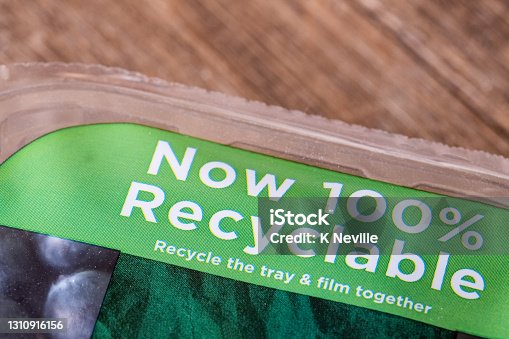 Now 100%
Recyclable
Recycle the tray & film together
iStock
Credit: K Neville
1310916156